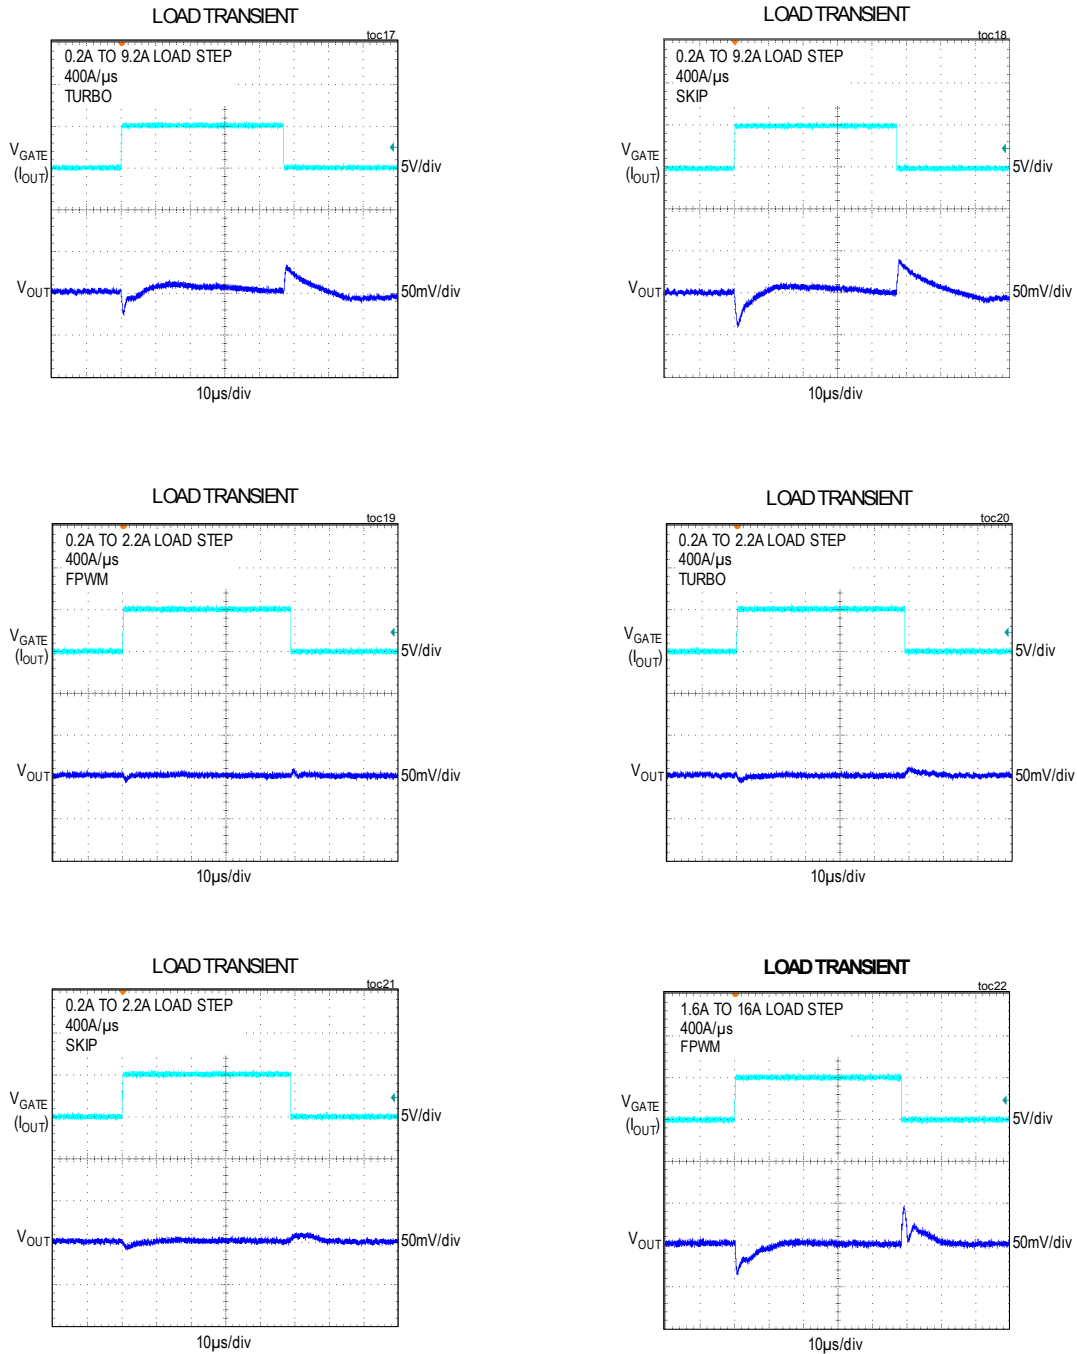 LOAD TRANSIENT
toc17
0.2A TO 9.2A LOAD STEP
400A/µs
TURBO
VGATE
(IOUT)
5V/div
VOUT
50mV/div
10µs/div
LOAD TRANSIENT
toc18
0.2A TO 9.2A LOAD STEP
400A/µs
SKIP
VGATE
(IOUT)
5V/div
VOUT
50mV/div
10µs/div
LOAD TRANSIENT
toc19
0.2A TO 2.2A LOAD STEP
400A/µs
FPWM
VGATE
(IOUT)
5V/div
VOUT
50mV/div
10µs/div
LOAD TRANSIENT
toc20
0.2A TO 2.2A LOAD STEP
400A/µs
TURBO
VGATE
(IOUT)
5V/div
VOUT
50mV/div
10µs/div
LOAD TRANSIENT
toc21
0.2A TO 2.2A LOAD STEP
400A/µs
SKIP
VGATE
(IOUT)
5V/div
VOUT
50mV/div
10µs/div
LOAD TRANSIENT
toc22
1.6A TO 16A LOAD STEP
400A/µs
FPWM
VGATE
(IOUT)
5V/div
VOUT
50mV/div
10µs/div